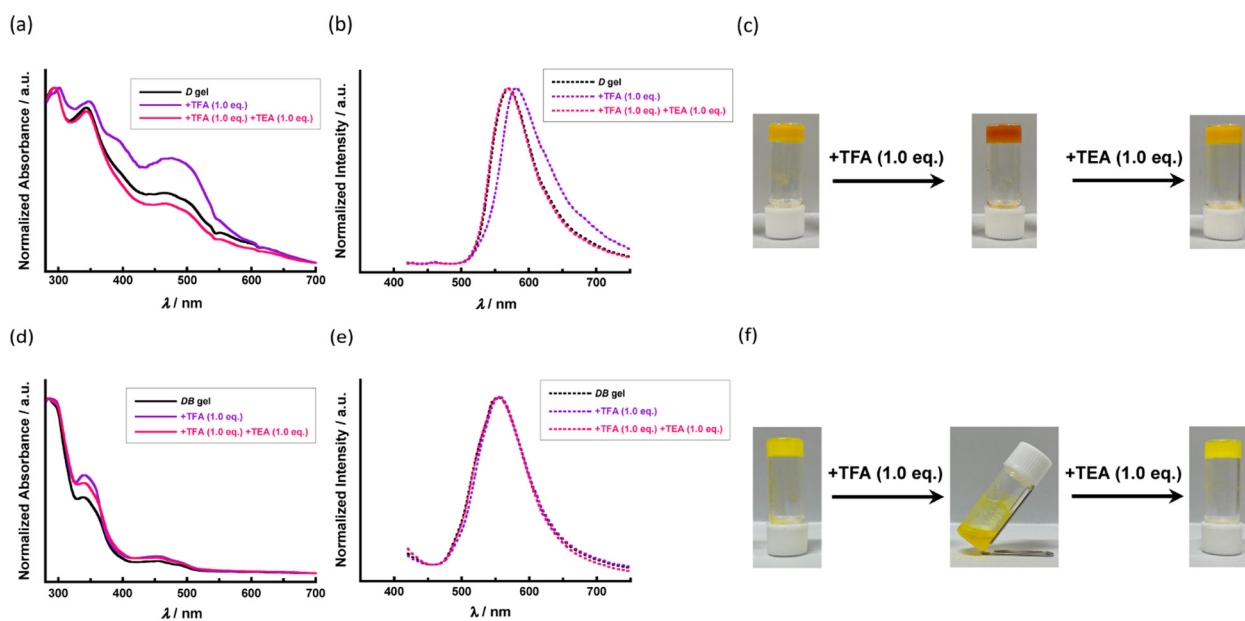 (a)
Normalized Absorbance / a.u.
D gel
+TFA (1.0 eq.)
+TFA (1.0 eq.) +TEA (1.0 eq.)
300 400 500 600 700
λ / nm
(b)
Normalized Intensity / a.u.
D gel
+TFA (1.0 eq.)
+TFA (1.0 eq.) +TEA (1.0 eq.)
400 500 600 700
λ / nm
(c)
+TFA (1.0 eq.)
+TEA (1.0 eq.)
(d)
Normalized Absorbance / a.u.
DB gel
+TFA (1.0 eq.)
+TFA (1.0 eq.) +TEA (1.0 eq.)
300 400 500 600 700
λ / nm
(e)
Normalized Intensity / a.u.
DB gel
+TFA (1.0 eq.)
+TFA (1.0 eq.) +TEA (1.0 eq.)
400 500 600 700
λ / nm
(f)
+TFA (1.0 eq.)
+TEA (1.0 eq.)